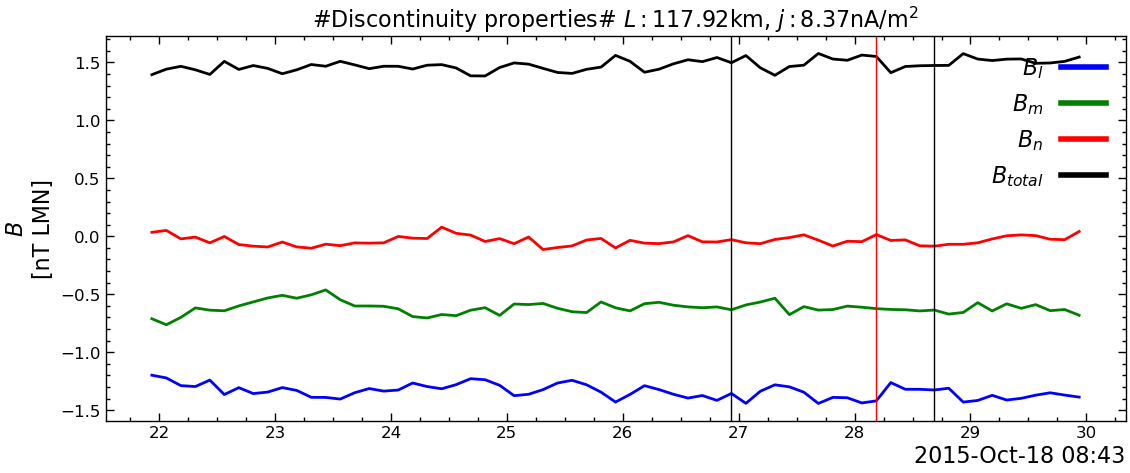 #Discontinuity properties# L : 117.92km, j : 8.37nA/m²
B
[nT LMN]
1.5
1.0
0.5
0.0
−0.5
−1.0
−1.5
B_l
B_m
B_n
B_total
22 23 24 25 26 27 28 29 30
2015-Oct-18 08:43